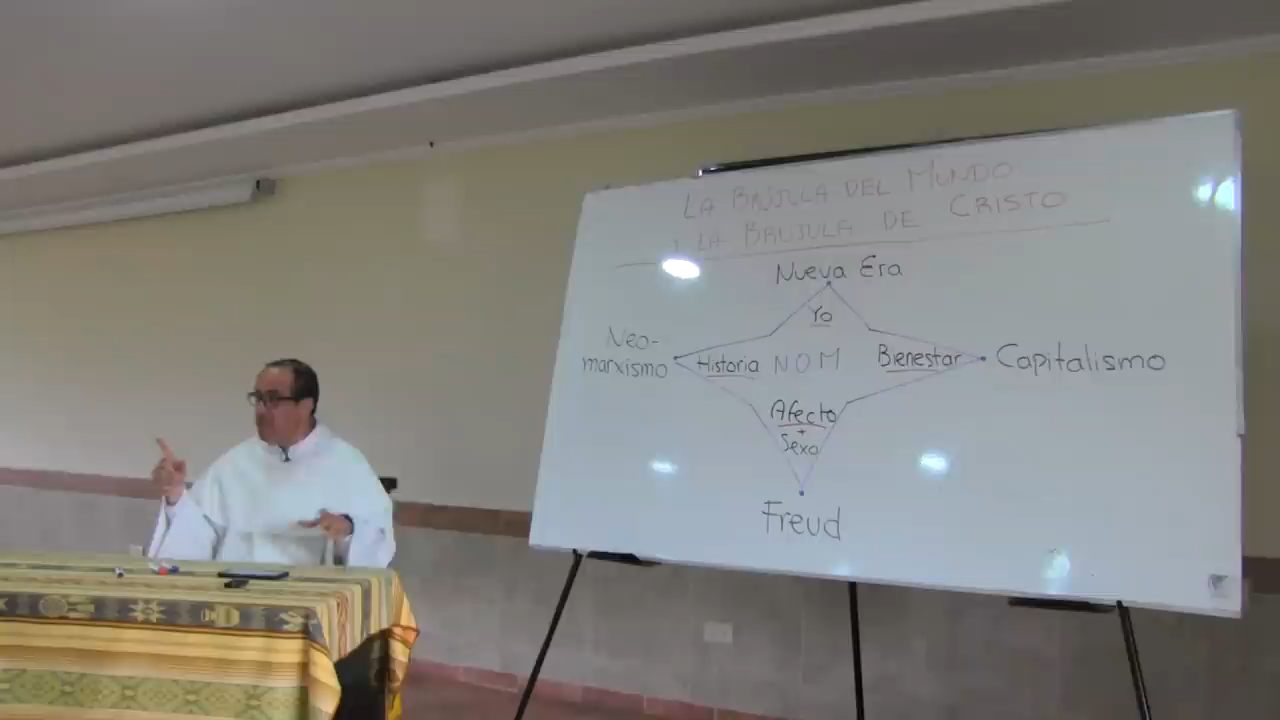 LA BRÚJULA DEL MUNDO
Y LA BRUJULA DE CRISTO
Nueva Era
Yo
Neo-
marxismo
Historia NOM Bienestar
Capitalismo
Afecto
+
Sexo
Freud